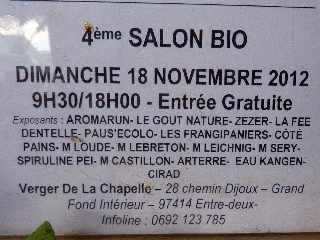 4ème SALON BIO
DIMANCHE 18 NOVEMBRE 2012
9H30/18H00 - Entrée Gratuite
Exposants : AROMARUN- LE GOUT NATURE- ZEZER- LA FEE
DENTELLE- PAUS'ECOLO- LES FRANGIPANIERS- CÔTÉ
PAINS- M LOUDE- M LEBRETON- M LEICHNIG- M SERY-
SPIRULINE PEI- M CASTILLON- ARTERRE- EAU KANGEN-
CIRAD
Verger De La Chapelle – 28 chemin Dijoux – Grand
Fond Intérieur – 97414 Entre-deux-
Infoline : 0692 123 785